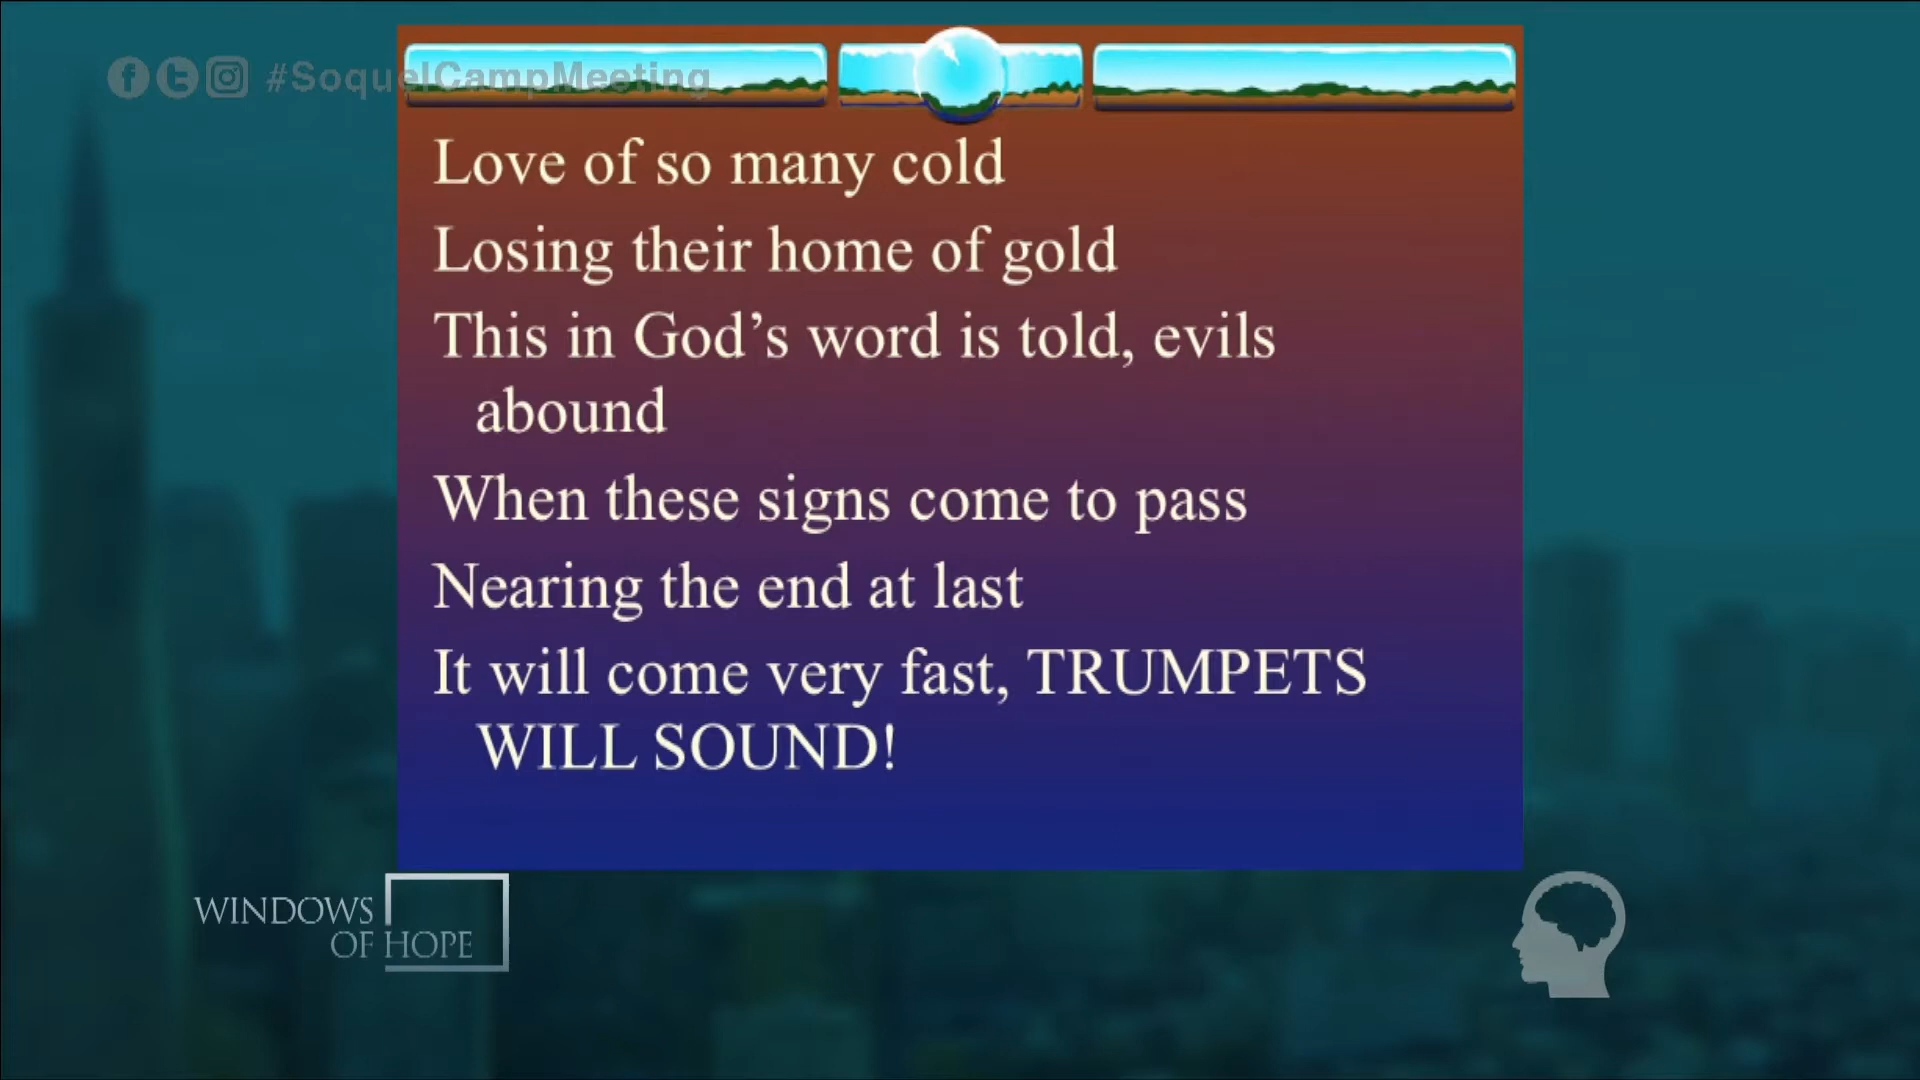 #SoquelCampMeeting
Love of so many cold
Losing their home of gold
This in God’s word is told, evils
abound
When these signs come to pass
Nearing the end at last
It will come very fast, TRUMPETS
WILL SOUND!
WINDOWS
OF HOPE